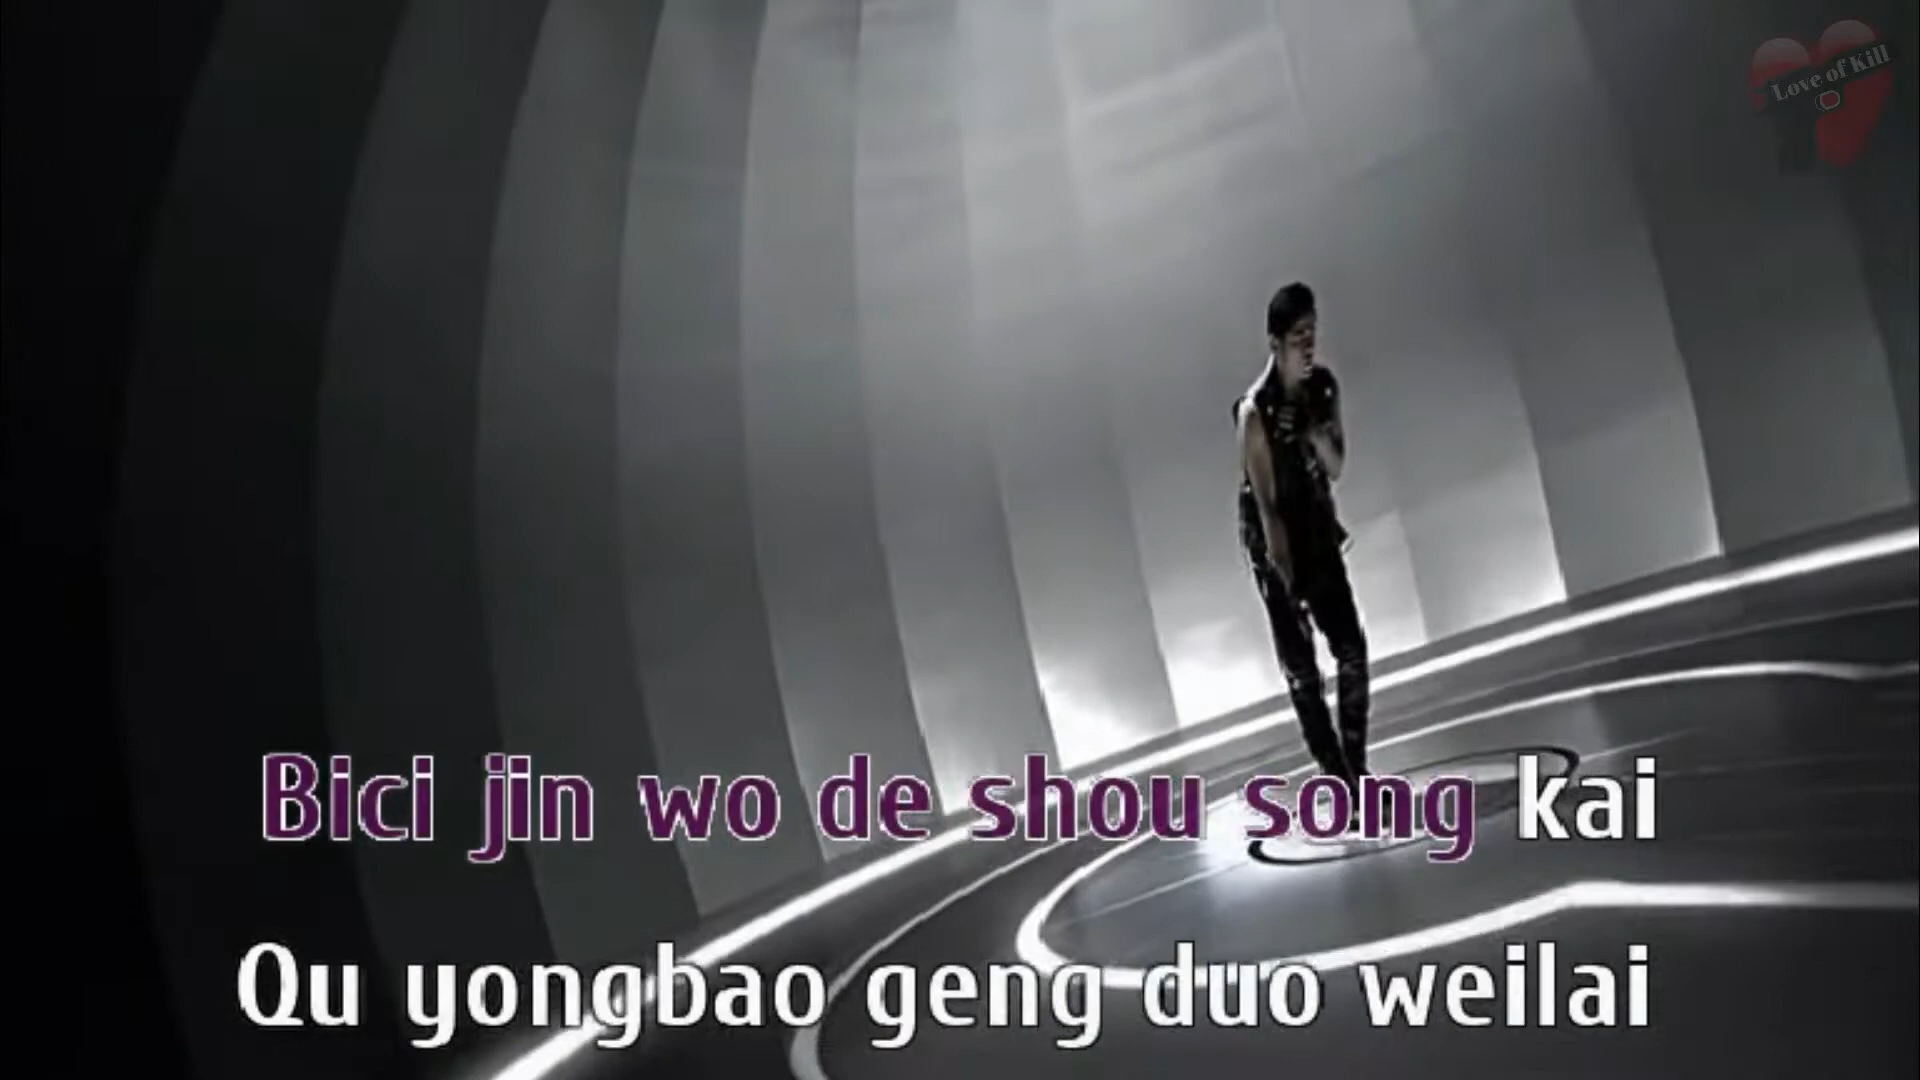 Love of Kill
Bici jin wo de shou song kai
Qu yongbao geng duo weilai